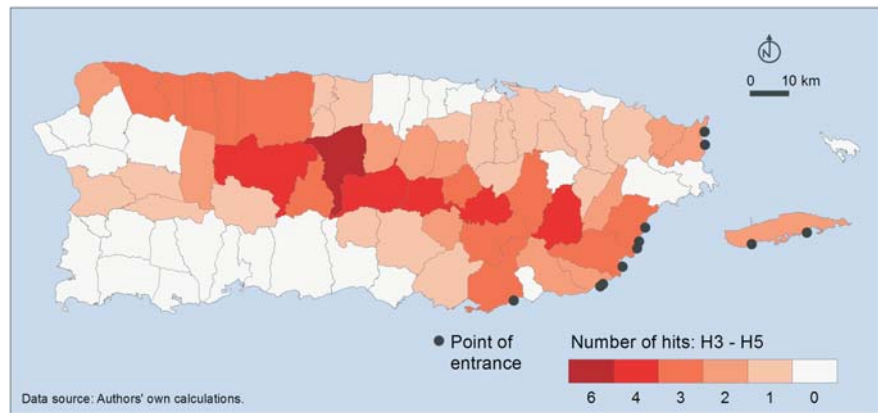 N
0 10 km
Point of
entrance
Number of hits: H3 - H5
6 4 3 2 1 0
Data source: Authors' own calculations.